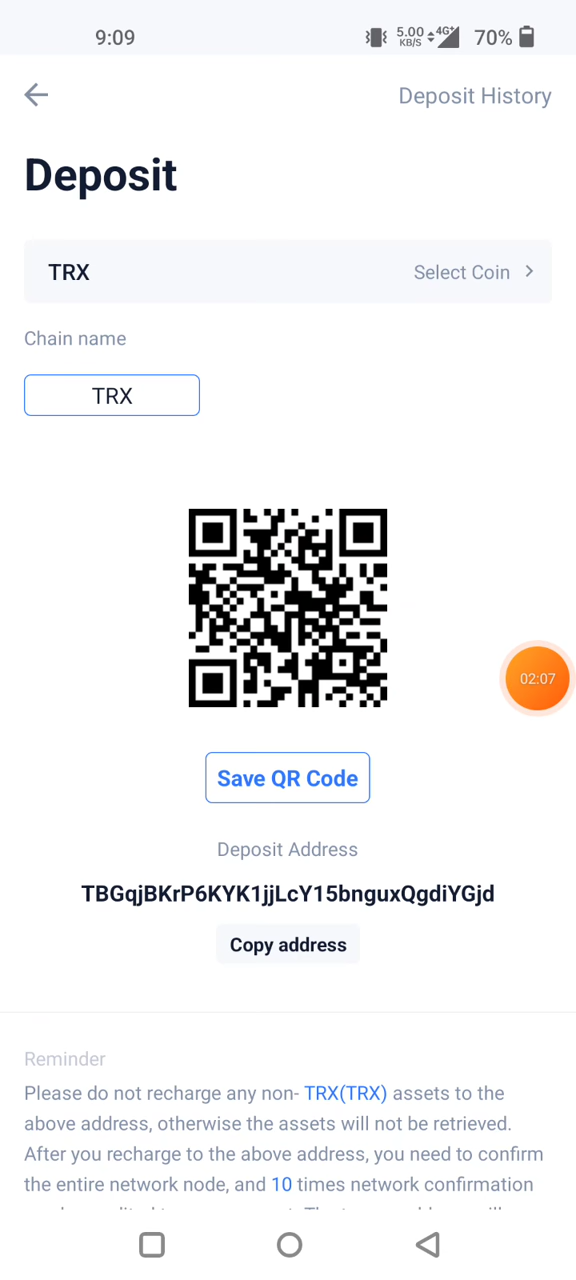 9:09
5.00
KB/S
4G+
70%
Deposit History
Deposit
TRX
Select Coin
Chain name
TRX
02:07
Save QR Code
Deposit Address
TBGqjBKrP6KYK1jjLcY15bnguxQgdiYGjd
Copy address
Reminder
Please do not recharge any non- TRX(TRX) assets to the
above address, otherwise the assets will not be retrieved.
After you recharge to the above address, you need to confirm
the entire network node, and 10 times network confirmation